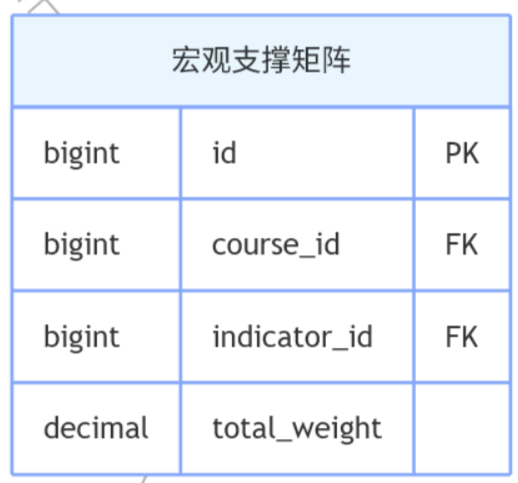 宏观支撑矩阵
bigint id PK
bigint course_id FK
bigint indicator_id FK
decimal total_weight